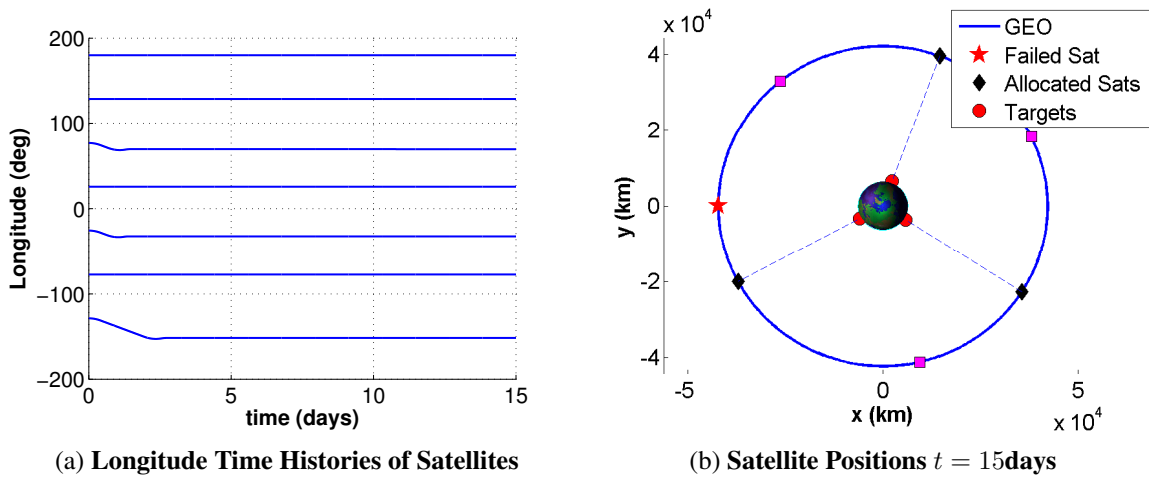 200
100
0
−100
−200
Longitude (deg)
0
5
10
15
time (days)
(a) Longitude Time Histories of Satellites
x 10^4
4
2
0
-2
-4
y (km)
-5
0
5
x (km)
x 10^4
GEO
Failed Sat
Allocated Sats
Targets
(b) Satellite Positions t = 15days